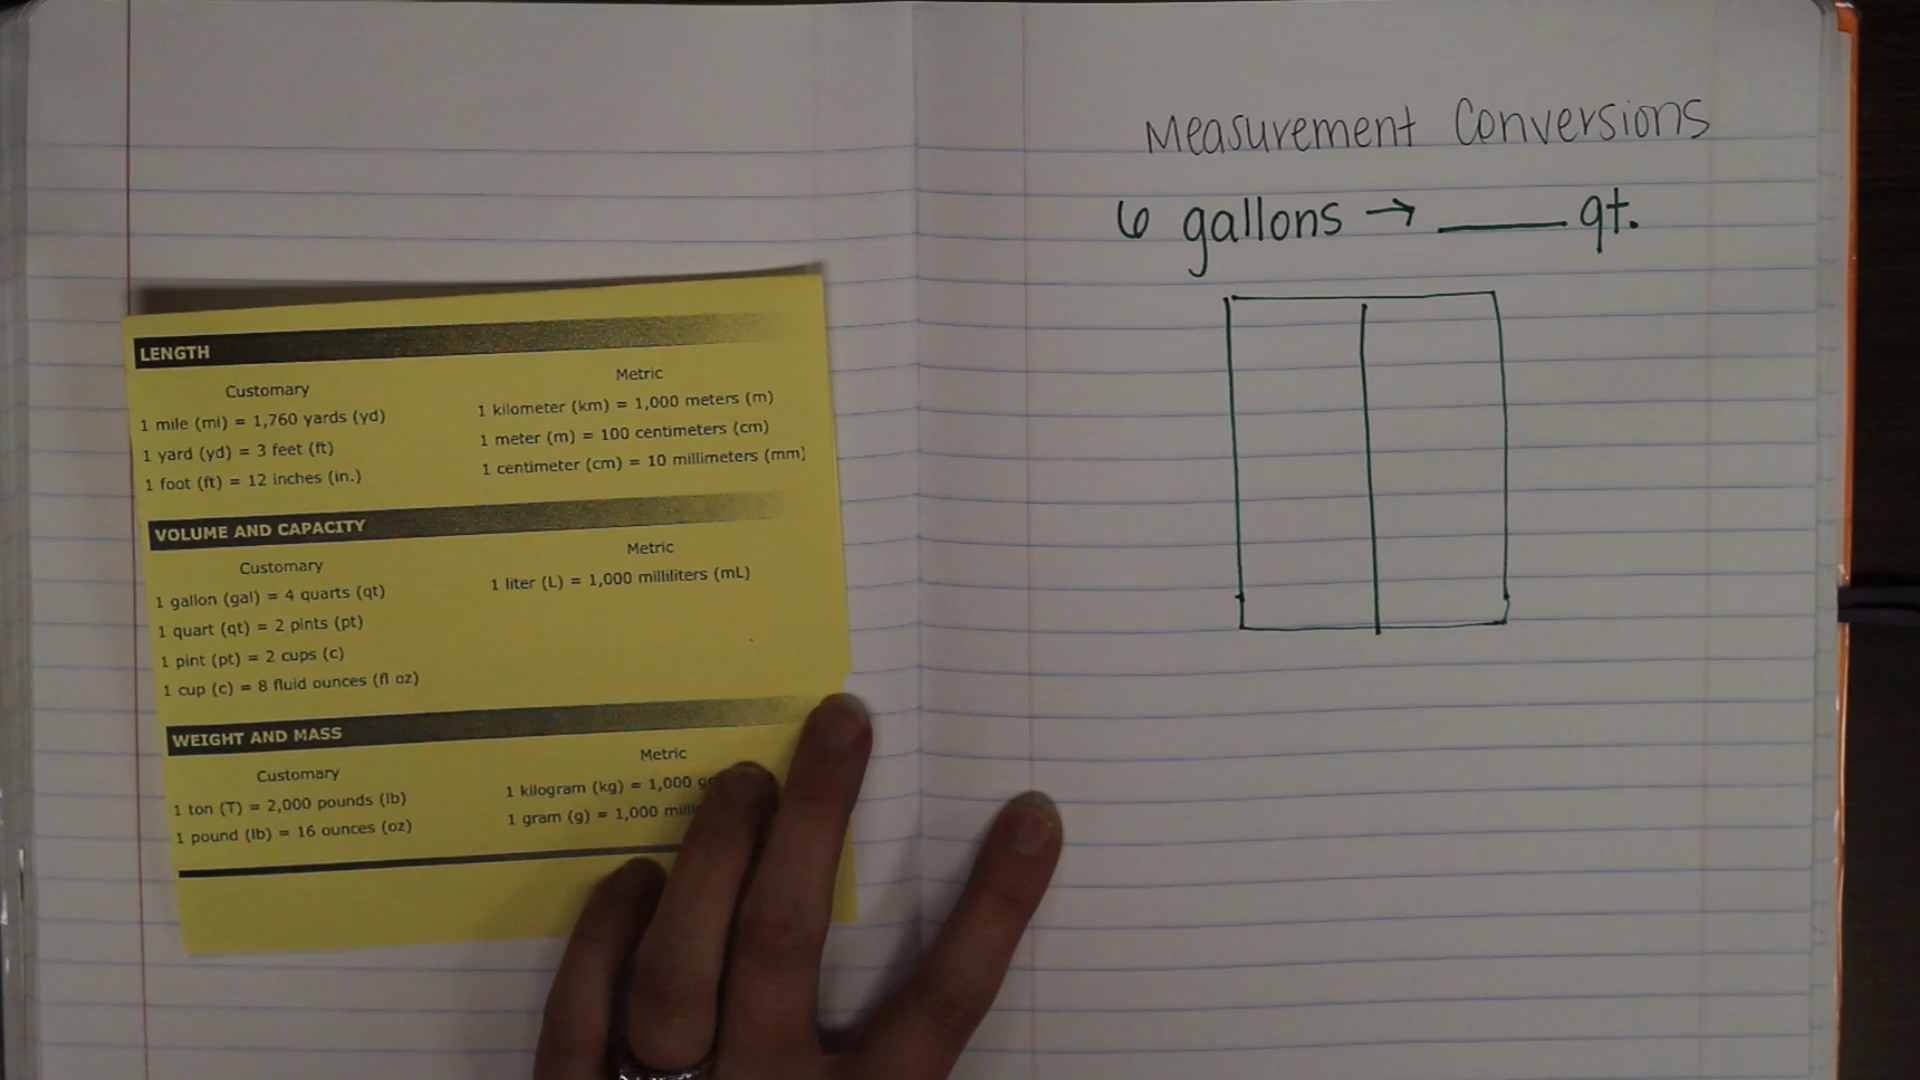 Measurement Conversions
6 gallons → ____ qt.
LENGTH
Customary
1 mile (mi) = 1,760 yards (yd)
1 yard (yd) = 3 feet (ft)
1 foot (ft) = 12 inches (in.)
Metric
1 kilometer (km) = 1,000 meters (m)
1 meter (m) = 100 centimeters (cm)
1 centimeter (cm) = 10 millimeters (mm)
VOLUME AND CAPACITY
Customary
1 gallon (gal) = 4 quarts (qt)
1 quart (qt) = 2 pints (pt)
1 pint (pt) = 2 cups (c)
1 cup (c) = 8 fluid ounces (fl oz)
Metric
1 liter (L) = 1,000 milliliters (mL)
WEIGHT AND MASS
Customary
1 ton (T) = 2,000 pounds (lb)
1 pound (lb) = 16 ounces (oz)
Metric
1 kilogram (kg) = 1,000
1 gram (g) = 1,000